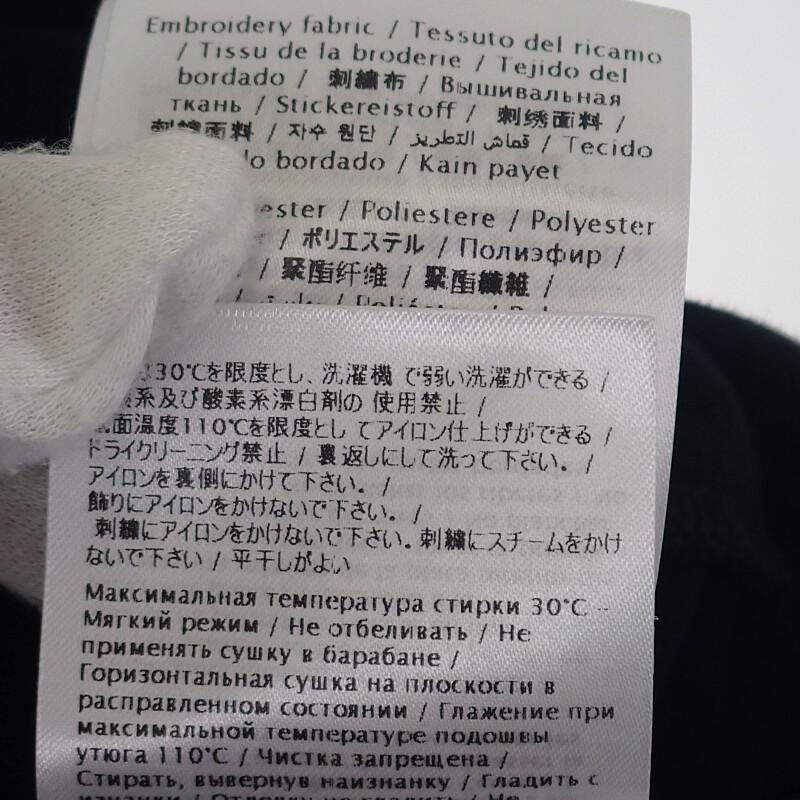 Embroidery fabric / Tessuto del ricamo
/ Tissu de la broderie / Tejido del
bordado / 刺繍布 / Вышивальная
ткань / Stickereistoff / 刺绣面料 /
刺繡面料 / 자수 원단 / قماش التطريز / Tecido
bordado / Kain payet
/ Poliestere / Polyester
/ ポリエステル / Полиэфир /
/ 聚酯纤维 / 聚酯纖維 /
30℃を限度とし、洗濯機 で弱い洗濯ができる /
素系及び酸素系漂白剤の 使用禁止 /
面温度110℃を限度とし てアイロン仕上げができる /
ドライクリーニング禁止 / 裏返しにして洗って下さい。 /
アイロンを裏側にかけて下さい。 /
飾りにアイロンをかけないで下さい。 /
刺繍にアイロンをかけないで下さい。刺繍にスチームをかけ
ないで下さい / 平干しがよい
Максимальная температура стирки 30℃ –
Мягкий режим / Не отбеливать / Не
применять сушку в барабане /
Горизонтальная сушка на плоскости в
расправленном состоянии / Глажение при
максимальной температуре подошвы
утюга 110℃ / Чистка запрещена /
Стирать, вывернув наизнанку / Гладить с